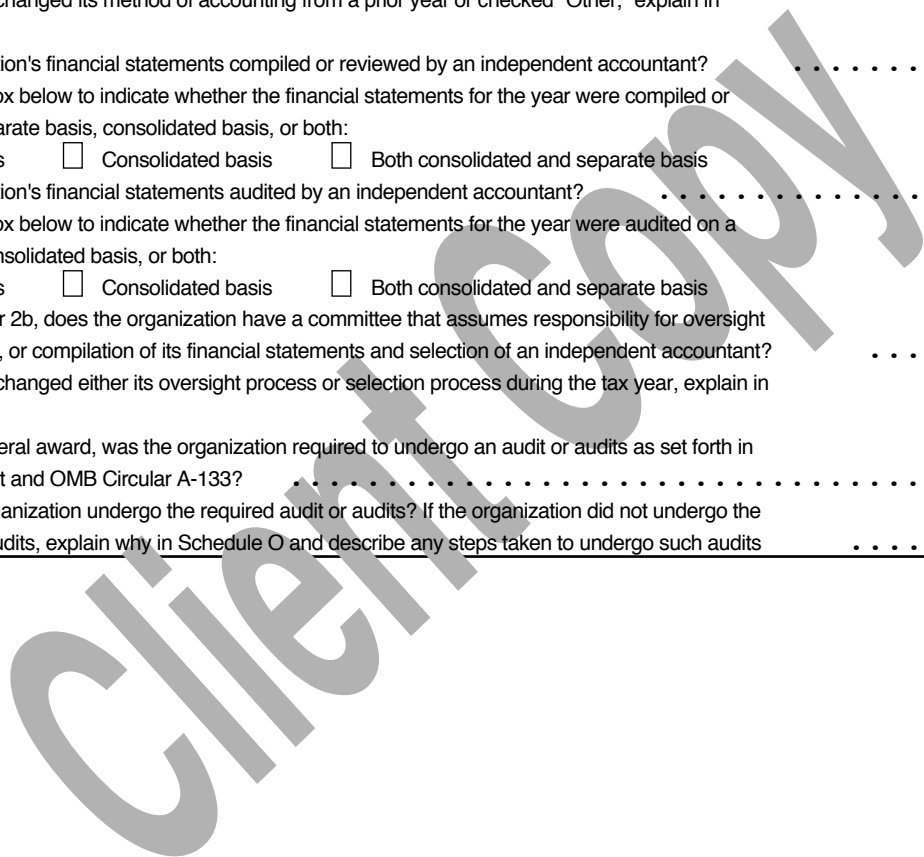 changed its method of accounting from a prior year or checked "Other," explain in
tion's financial statements compiled or reviewed by an independent accountant? . . . . . . .
ox below to indicate whether the financial statements for the year were compiled or
arate basis, consolidated basis, or both:
s ☐ Consolidated basis ☐ Both consolidated and separate basis
tion's financial statements audited by an independent accountant? . . . . . . . . . . . . . .
ox below to indicate whether the financial statements for the year were audited on a
nsolidated basis, or both:
s ☐ Consolidated basis ☐ Both consolidated and separate basis
r 2b, does the organization have a committee that assumes responsibility for oversight
, or compilation of its financial statements and selection of an independent accountant? . . .
changed either its oversight process or selection process during the tax year, explain in
eral award, was the organization required to undergo an audit or audits as set forth in
t and OMB Circular A-133? . . . . . . . . . . . . . . . . . . . . . . . . . . . . . . . . . .
anization undergo the required audit or audits? If the organization did not undergo the
udits, explain why in Schedule O and describe any steps taken to undergo such audits . . . .
Client Copy